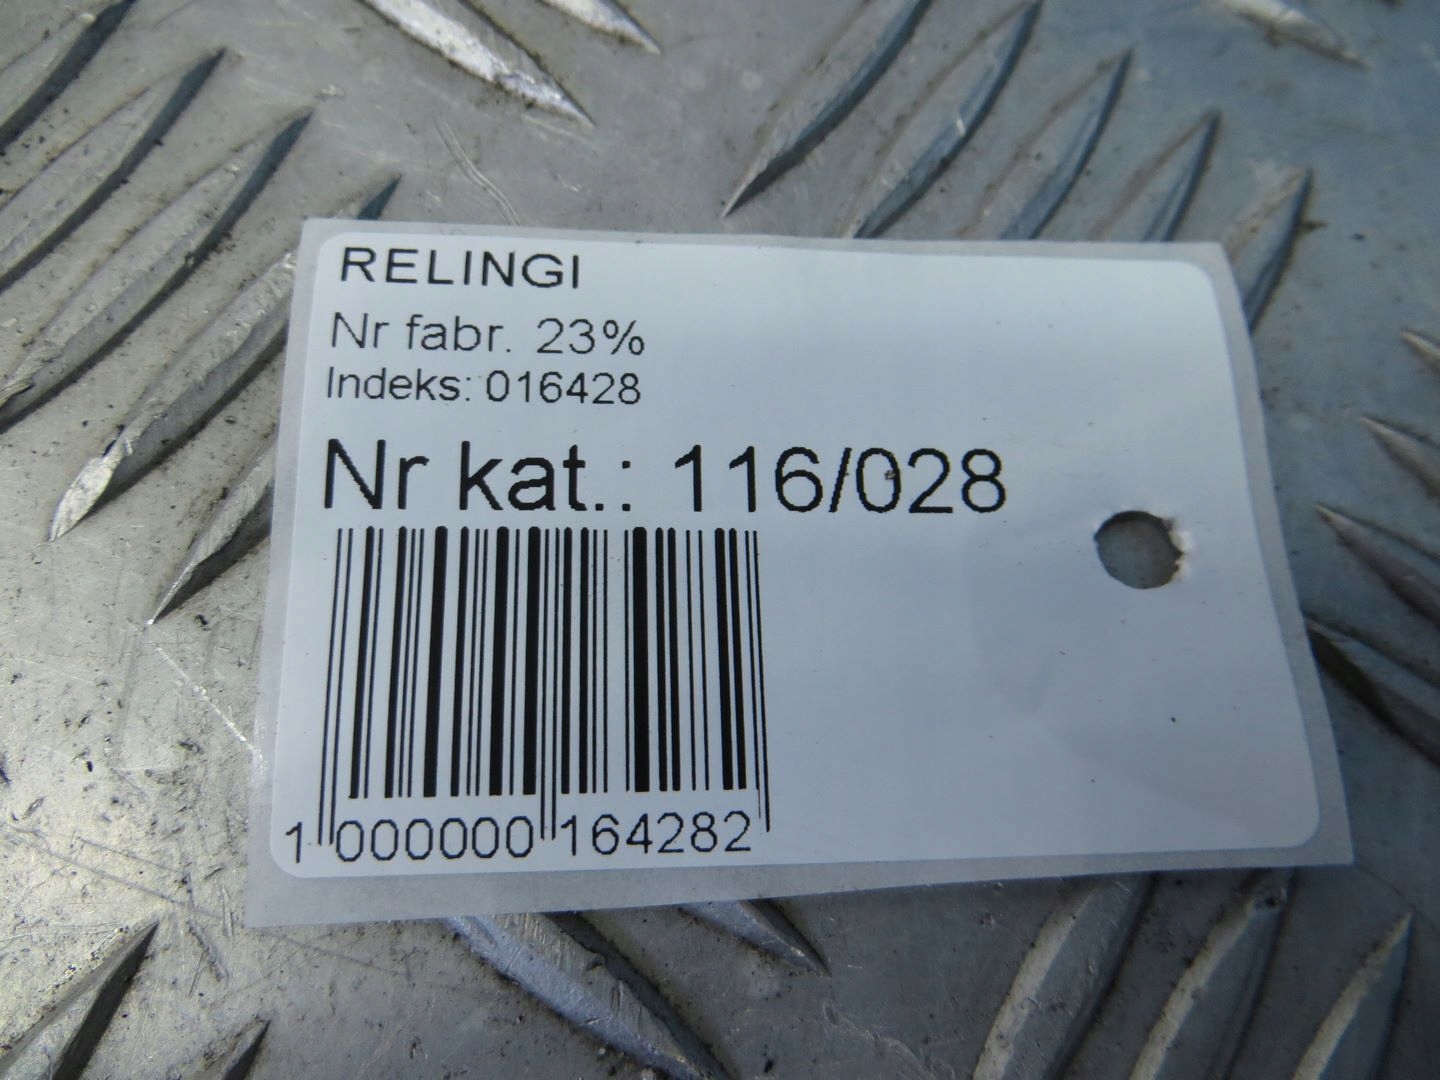 RELINGI
Nr fabr. 23%
Indeks: 016428
Nr kat.: 116/028
1 000000 164282